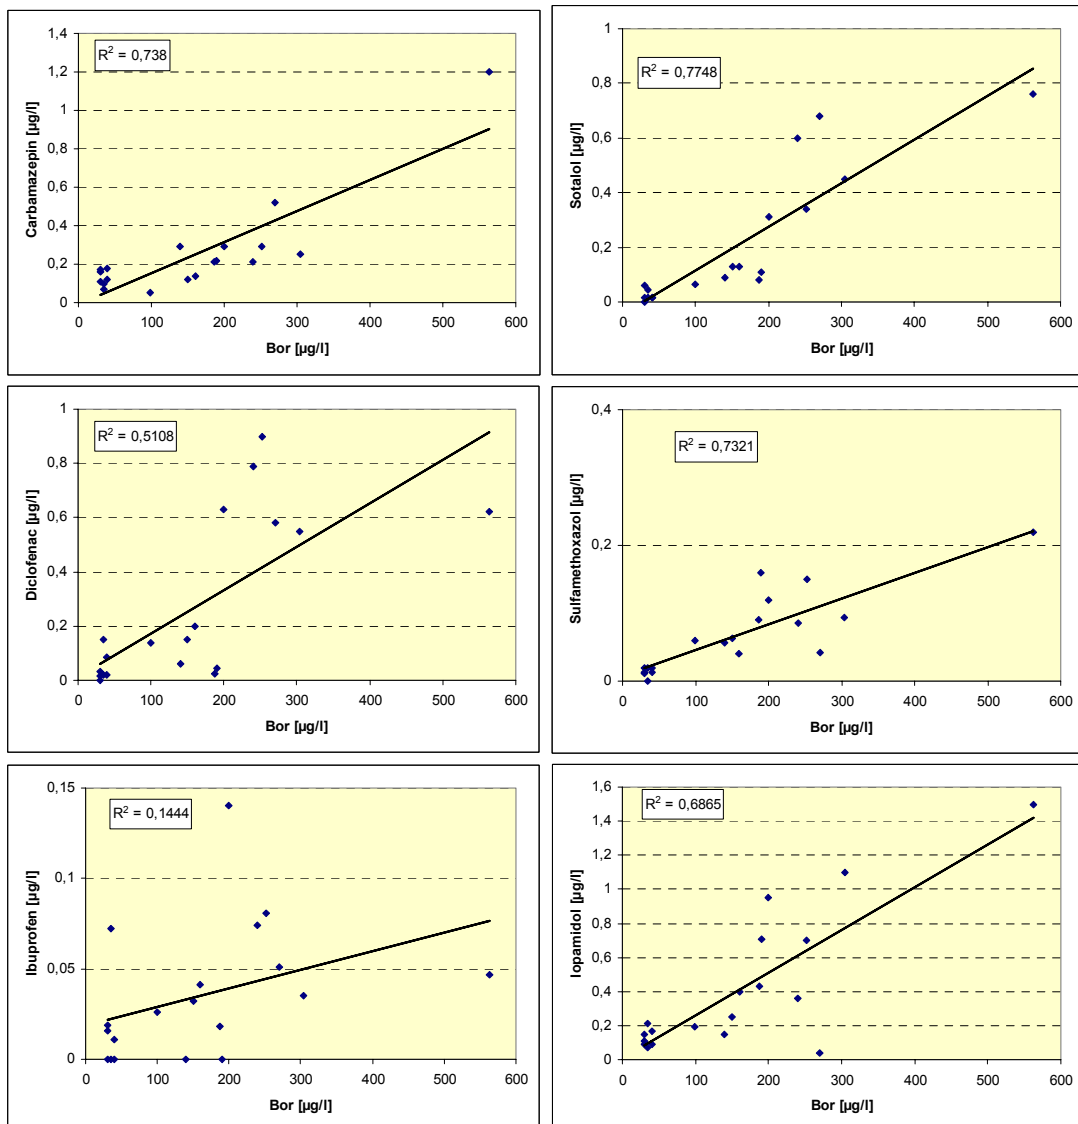 1,4
1,2
1
0,8
0,6
0,4
0,2
0
R² = 0,738
Carbamazepin [µg/l]
0 100 200 300 400 500 600
Bor [µg/l]
1
0,8
0,6
0,4
0,2
0
R² = 0,7748
Sotalol [µg/l]
0 100 200 300 400 500 600
Bor [µg/l]
1
0,8
0,6
0,4
0,2
0
R² = 0,5108
Diclofenac [µg/l]
0 100 200 300 400 500 600
Bor [µg/l]
0,4
0,2
0
R² = 0,7321
Sulfamethoxazol [µg/l]
0 100 200 300 400 500 600
Bor [µg/l]
0,15
0,1
0,05
0
R² = 0,1444
Ibuprofen [µg/l]
0 100 200 300 400 500 600
Bor [µg/l]
1,6
1,4
1,2
1
0,8
0,6
0,4
0,2
0
R² = 0,6865
Iopamidol [µg/l]
0 100 200 300 400 500 600
Bor [µg/l]